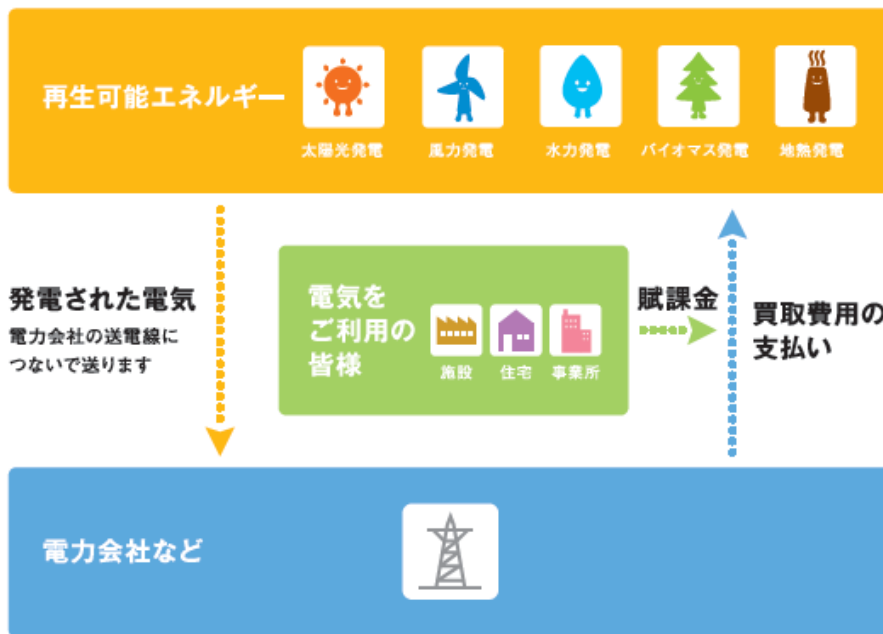 再生可能エネルギー
太陽光発電
風力発電
水力発電
バイオマス発電
地熱発電
発電された電気
電力会社の送電線に
つないで送ります
電気を
ご利用の
皆様
施設
住宅
事業所
賦課金
買取費用の
支払い
電力会社など